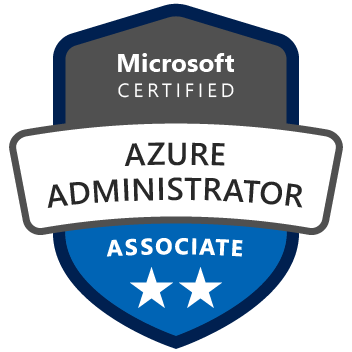 Microsoft
CERTIFIED
AZURE
ADMINISTRATOR
ASSOCIATE